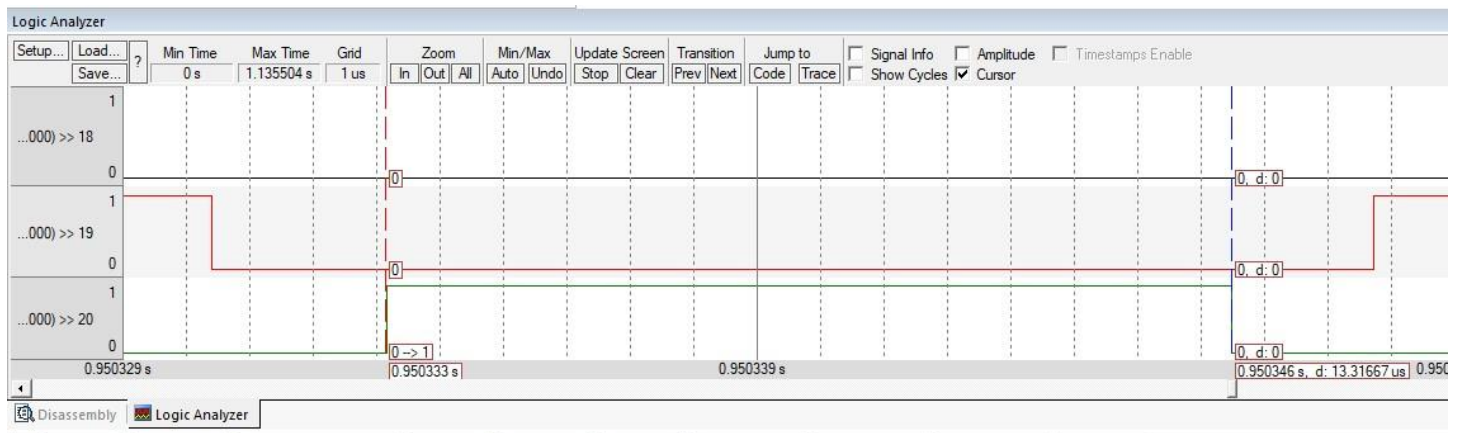 Logic Analyzer
Setup... Load... ? Min Time Max Time Grid Zoom Min/Max Update Screen Transition Jump to Signal Info Amplitude Timestamps Enable
Save... 0 s 1.135504 s 1 us In Out All Auto Undo Stop Clear Prev Next Code Trace Show Cycles Cursor
1
...000) >> 18
0
0 0, d: 0
1
...000) >> 19
0
0 0, d: 0
1
...000) >> 20
0
0 --> 1 0, d: 0
0.950329 s 0.950333 s 0.950339 s 0.950346 s, d: 13.31667 us 0.950
Disassembly Logic Analyzer